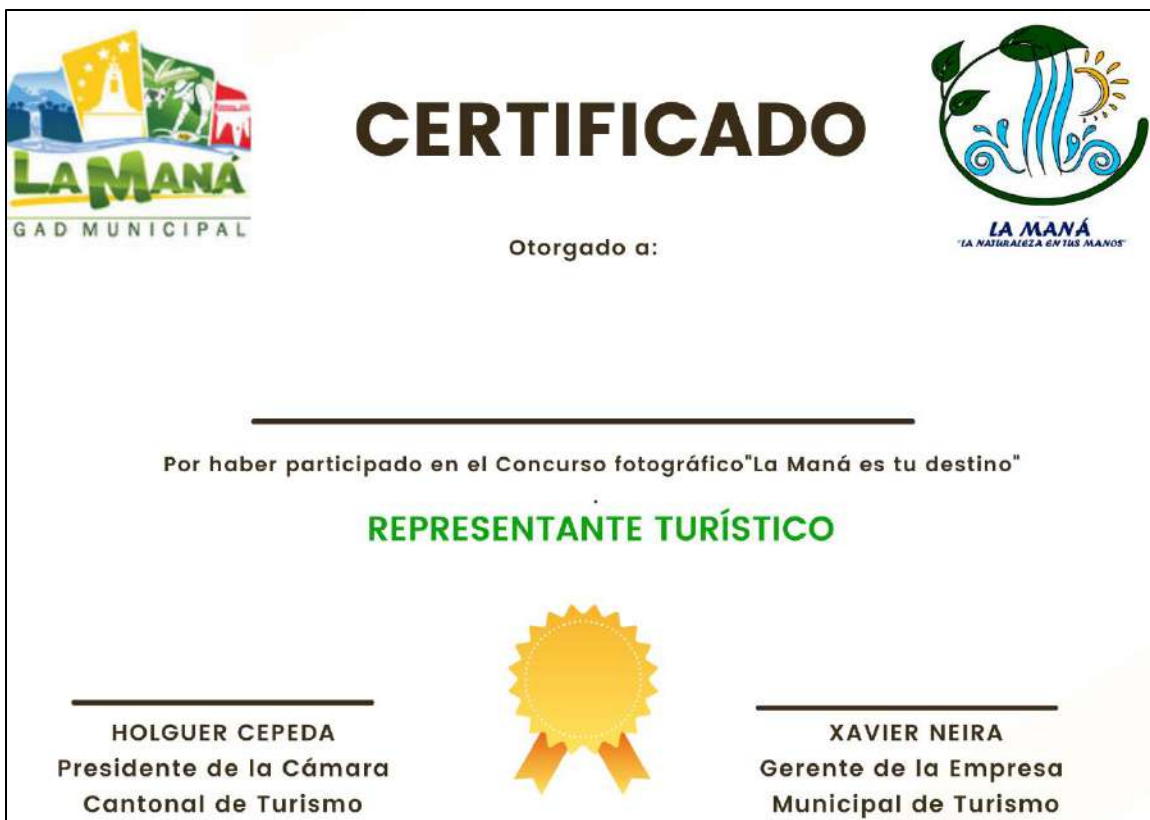 LA MANÁ
GAD MUNICIPAL
CERTIFICADO
LA MANÁ
"LA NATURALEZA EN TUS MANOS"
Otorgado a:
Por haber participado en el Concurso fotográfico"La Maná es tu destino"
.
REPRESENTANTE TURÍSTICO
HOLGUER CEPEDA
Presidente de la Cámara
Cantonal de Turismo
XAVIER NEIRA
Gerente de la Empresa
Municipal de Turismo